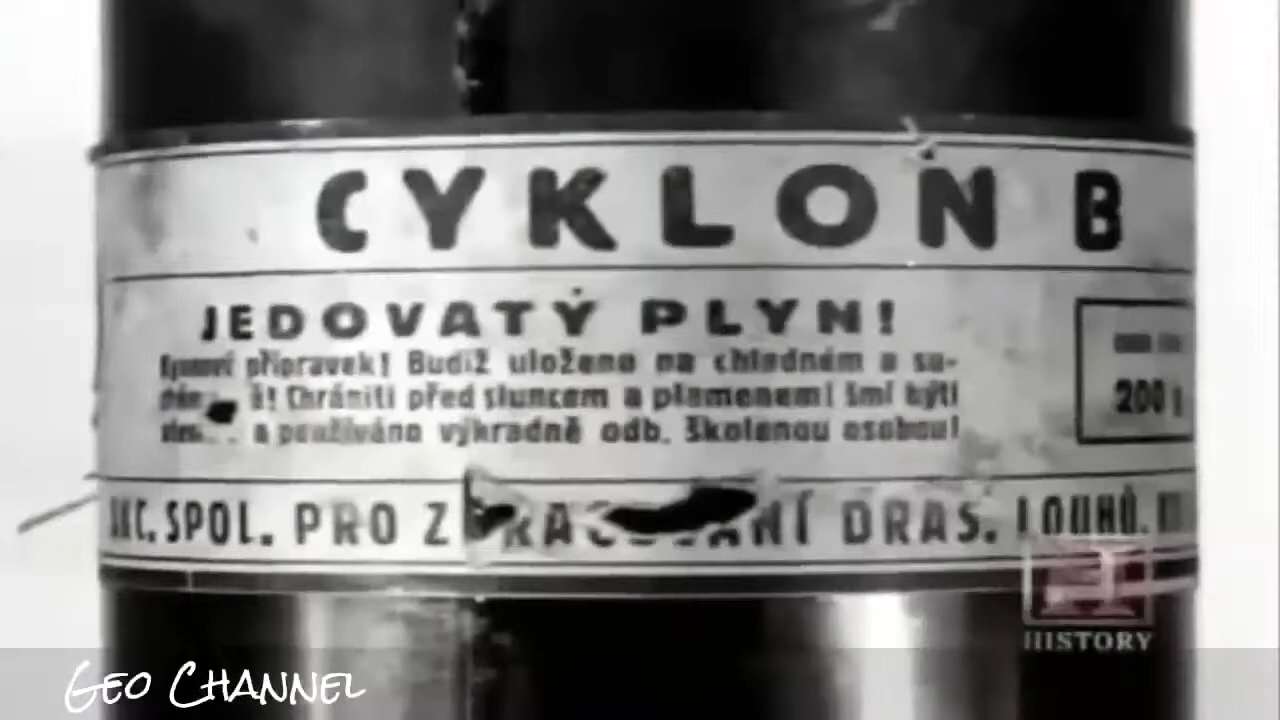 CYKLON B
JEDOVATÝ PLYN!
přípravek! Budiž uloženo na chladném a su-
Chrániti před sluncem a plamenem! Smí býti
a používáno výhradně odb. školenou osobou!
200 g
AKC. SPOL. PRO Z DRAS. LOUHŮ.
HISTORY
GEO CHANNEL